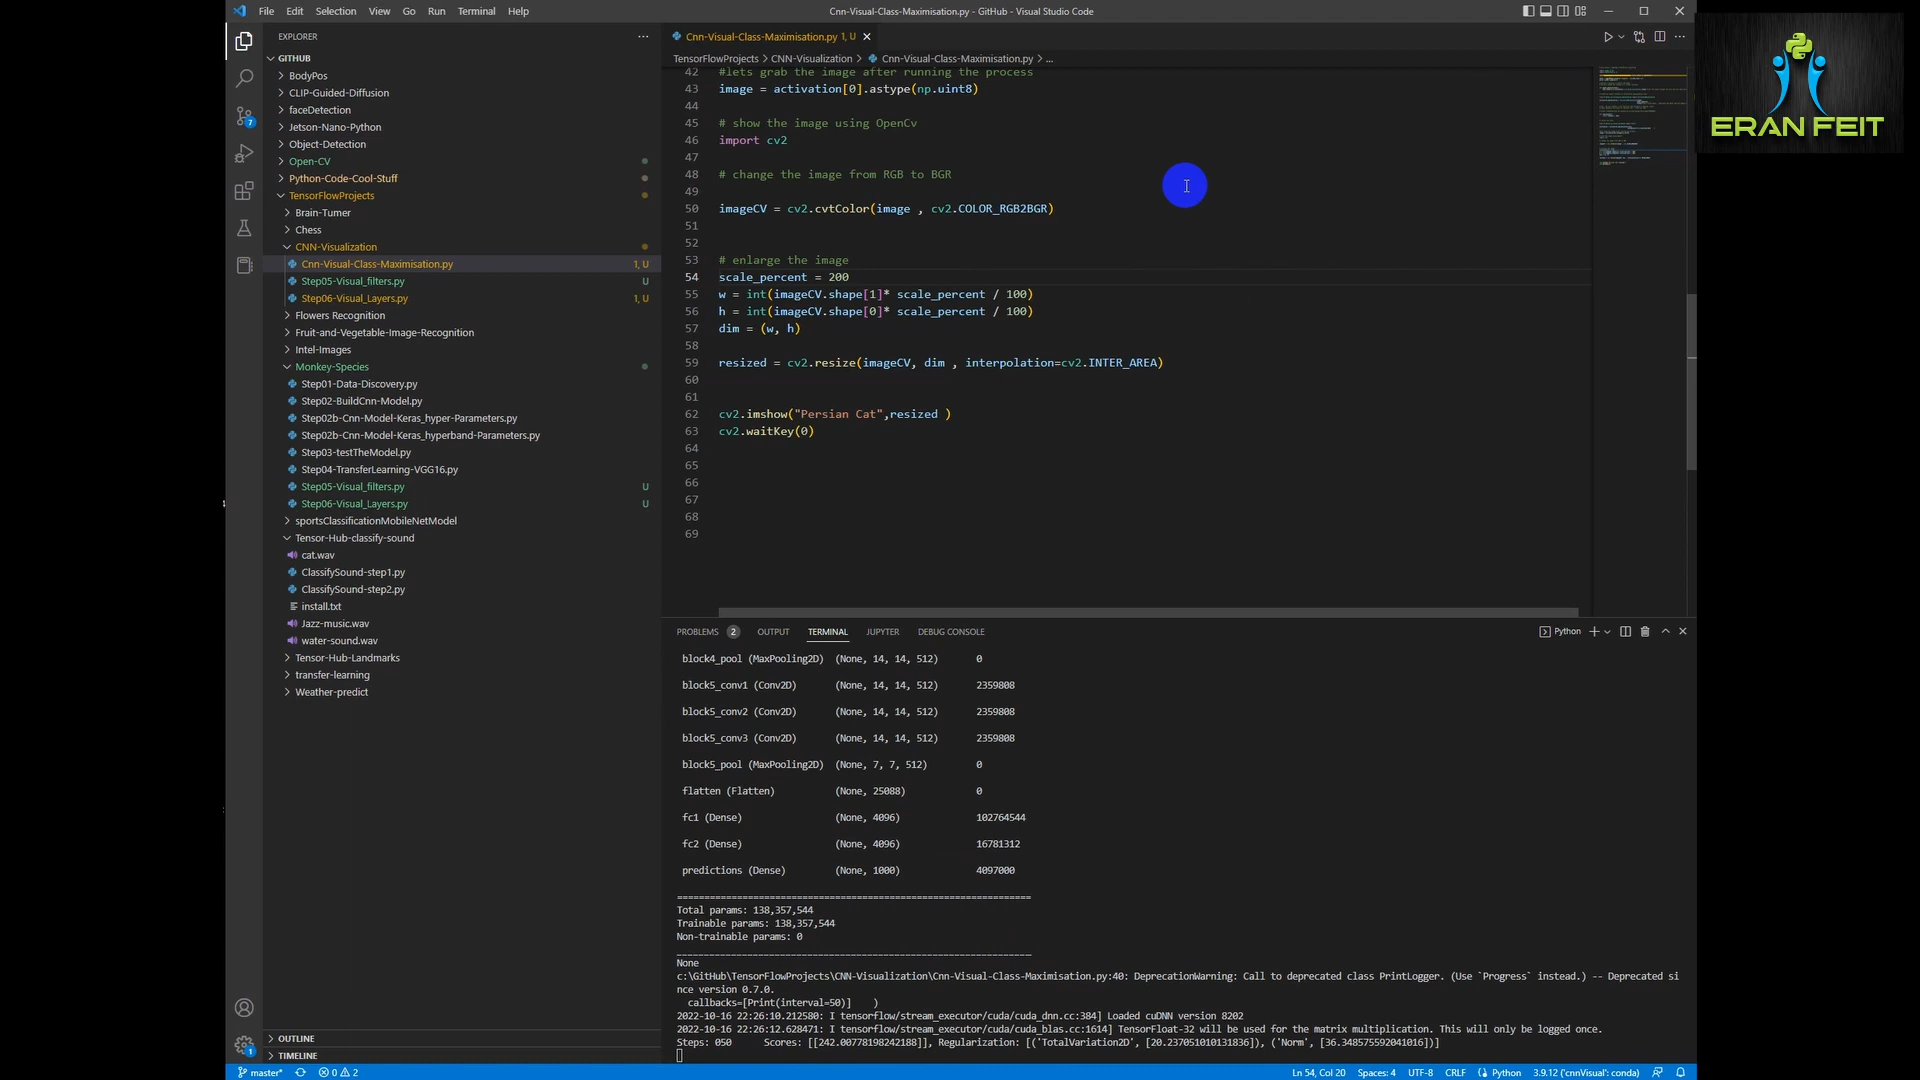 File Edit Selection View Go Run Terminal Help
Cnn-Visual-Class-Maximisation.py - GitHub - Visual Studio Code
ERAN FEIT
EXPLORER
GITHUB
BodyPos
CLIP-Guided-Diffusion
faceDetection
Jetson-Nano-Python
Object-Detection
Open-CV
Python-Code-Cool-Stuff
TensorFlowProjects
Brain-Tumer
Chess
CNN-Visualization
Cnn-Visual-Class-Maximisation.py 1, U
Step05-Visual_filters.py U
Step06-Visual_Layers.py 1, U
Flowers Recognition
Fruit-and-Vegetable-Image-Recognition
Intel-Images
Monkey-Species
Step01-Data-Discovery.py
Step02-BuildCnn-Model.py
Step02b-Cnn-Model-Keras_hyper-Parameters.py
Step02b-Cnn-Model-Keras_hyperband-Parameters.py
Step03-testTheModel.py
Step04-TransferLearning-VGG16.py
Step05-Visual_filters.py U
Step06-Visual_Layers.py U
sportsClassificationMobileNetModel
Tensor-Hub-classify-sound
cat.wav
ClassifySound-step1.py
ClassifySound-step2.py
install.txt
Jazz-music.wav
water-sound.wav
Tensor-Hub-Landmarks
transfer-learning
Weather-predict
OUTLINE
TIMELINE
7
1
Cnn-Visual-Class-Maximisation.py 1, U
TensorFlowProjects > CNN-Visualization > Cnn-Visual-Class-Maximisation.py > ...
42 #lets grab the image after running the process
43 image = activation[0].astype(np.uint8)
44
45 # show the image using OpenCv
46 import cv2
47
48 # change the image from RGB to BGR
49
50 imageCV = cv2.cvtColor(image , cv2.COLOR_RGB2BGR)
51
52
53 # enlarge the image
54 scale_percent = 200
55 w = int(imageCV.shape[1]* scale_percent / 100)
56 h = int(imageCV.shape[0]* scale_percent / 100)
57 dim = (w, h)
58
59 resized = cv2.resize(imageCV, dim , interpolation=cv2.INTER_AREA)
60
61
62 cv2.imshow("Persian Cat",resized )
63 cv2.waitKey(0)
64
65
66
67
68
69
PROBLEMS 2 OUTPUT TERMINAL JUPYTER DEBUG CONSOLE
Python
block4_pool (MaxPooling2D) (None, 14, 14, 512) 0
block5_conv1 (Conv2D) (None, 14, 14, 512) 2359808
block5_conv2 (Conv2D) (None, 14, 14, 512) 2359808
block5_conv3 (Conv2D) (None, 14, 14, 512) 2359808
block5_pool (MaxPooling2D) (None, 7, 7, 512) 0
flatten (Flatten) (None, 25088) 0
fc1 (Dense) (None, 4096) 102764544
fc2 (Dense) (None, 4096) 16781312
predictions (Dense) (None, 1000) 4097000
=================================================================
Total params: 138,357,544
Trainable params: 138,357,544
Non-trainable params: 0
_________________________________________________________________
None
c:\GitHub\TensorFlowProjects\CNN-Visualization\Cnn-Visual-Class-Maximisation.py:40: DeprecationWarning: Call to deprecated class PrintLogger. (Use `Progress` instead.) -- Deprecated si
nce version 0.7.0.
callbacks=[Print(interval=50)] )
2022-10-16 22:26:10.212580: I tensorflow/stream_executor/cuda/cuda_dnn.cc:384] Loaded cuDNN version 8202
2022-10-16 22:26:12.628471: I tensorflow/stream_executor/cuda/cuda_blas.cc:1614] TensorFloat-32 will be used for the matrix multiplication. This will only be logged once.
Steps: 050 Scores: [[242.00778198242188]], Regularization: [('TotalVariation2D', [20.237051010131836]), ('Norm', [36.348575592041016])]
master* 0 2
Ln 54, Col 20 Spaces: 4 UTF-8 CRLF Python 3.9.12 ('cnnVisual': conda)